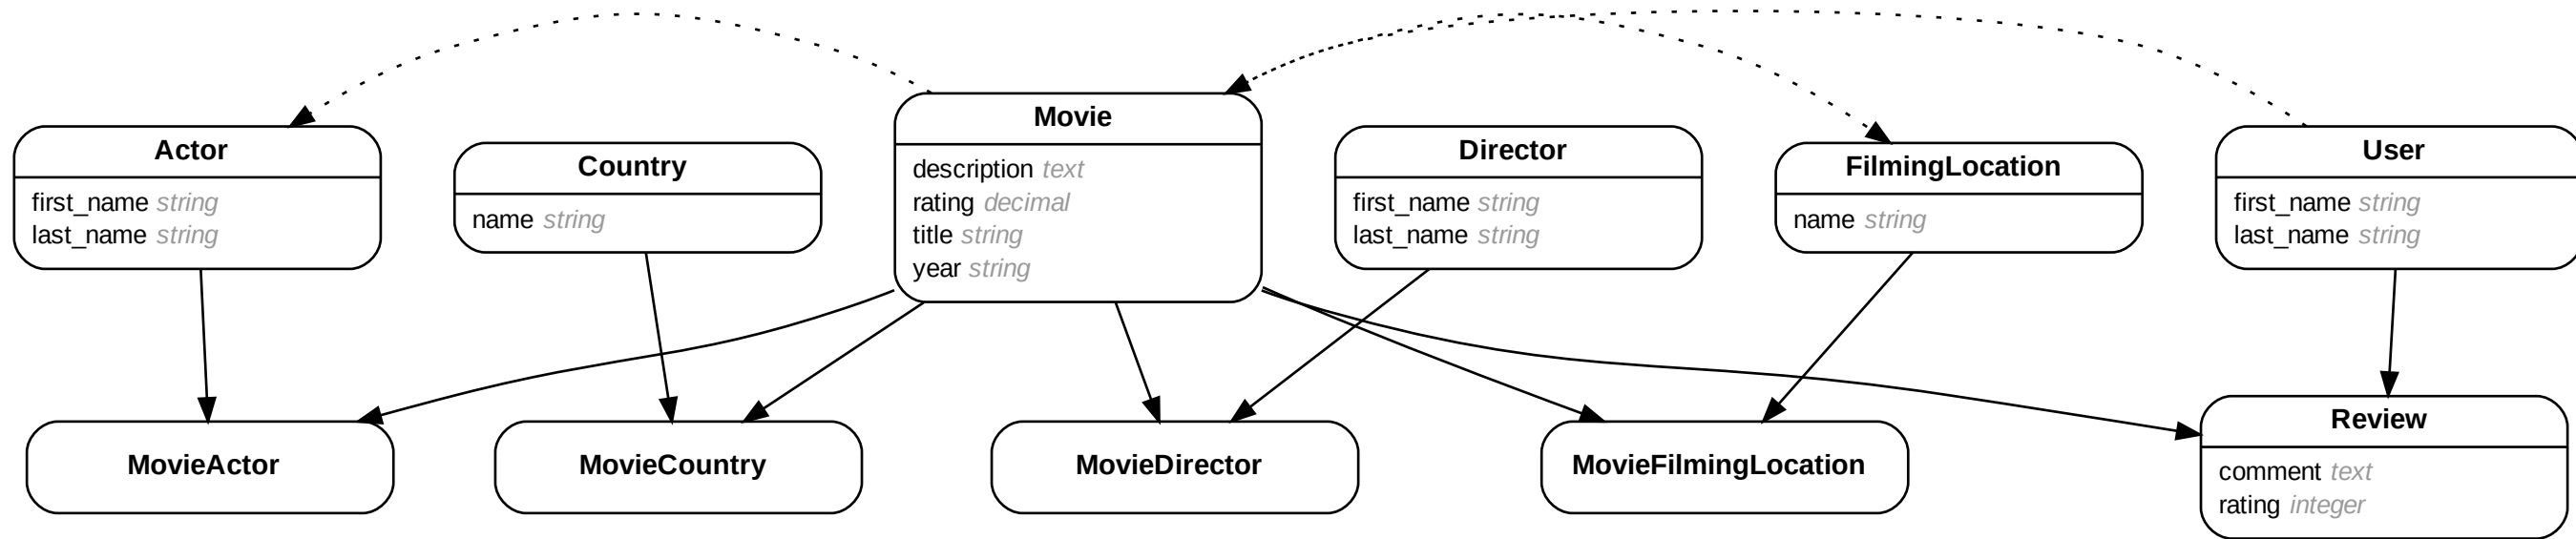 Actor
first_name string
last_name string
Country
name string
Movie
description text
rating decimal
title string
year string
Director
first_name string
last_name string
FilmingLocation
name string
User
first_name string
last_name string
MovieActor
MovieCountry
MovieDirector
MovieFilmingLocation
Review
comment text
rating integer